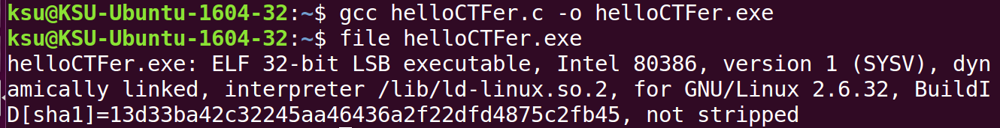 ksu@KSU-Ubuntu-1604-32:~$ gcc helloCTFer.c -o helloCTFer.exe
ksu@KSU-Ubuntu-1604-32:~$ file helloCTFer.exe
helloCTFer.exe: ELF 32-bit LSB executable, Intel 80386, version 1 (SYSV), dyn
amically linked, interpreter /lib/ld-linux.so.2, for GNU/Linux 2.6.32, BuildI
D[sha1]=13d33ba42c32245aa46436a2f22dfd4875c2fb45, not stripped